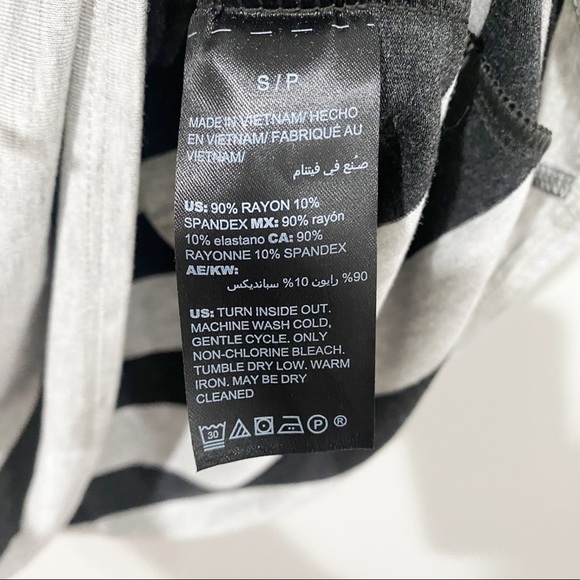 S / P
MADE IN VIETNAM/ HECHO
EN VIETNAM/ FABRIQUÉ AU
VIETNAM/
صُنع في فيتنام
US: 90% RAYON 10%
SPANDEX MX: 90% rayón
10% elastano CA: 90%
RAYONNE 10% SPANDEX
AE/KW:
90% رايون 10% سبانديكس
US: TURN INSIDE OUT.
MACHINE WASH COLD,
GENTLE CYCLE. ONLY
NON-CHLORINE BLEACH.
TUMBLE DRY LOW. WARM
IRON. MAY BE DRY
CLEANED
30 P ®